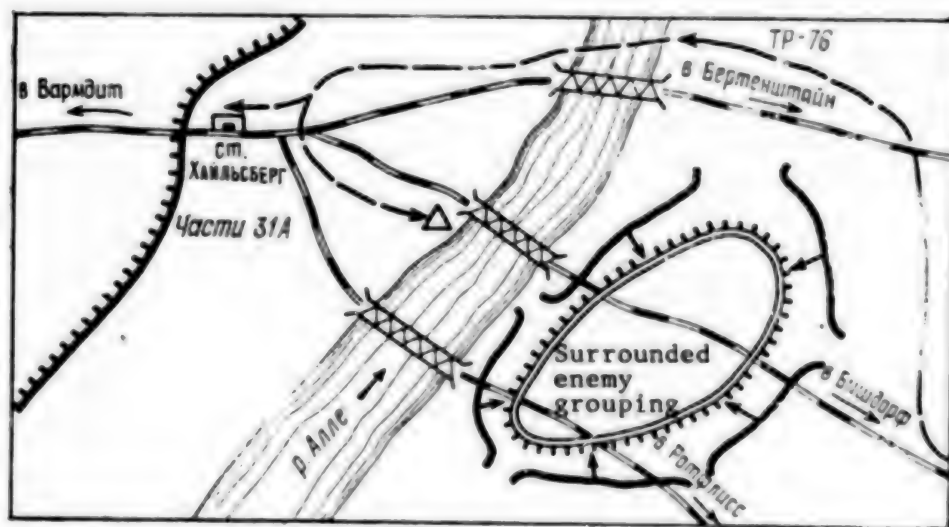 ТР-76
в Бертенштайн
в Вармдит
ст.
ХАЙЛЬСБЕРГ
Части 31А
Surrounded
enemy
grouping
в Бишдорф
р Алле
в Ротфлисс